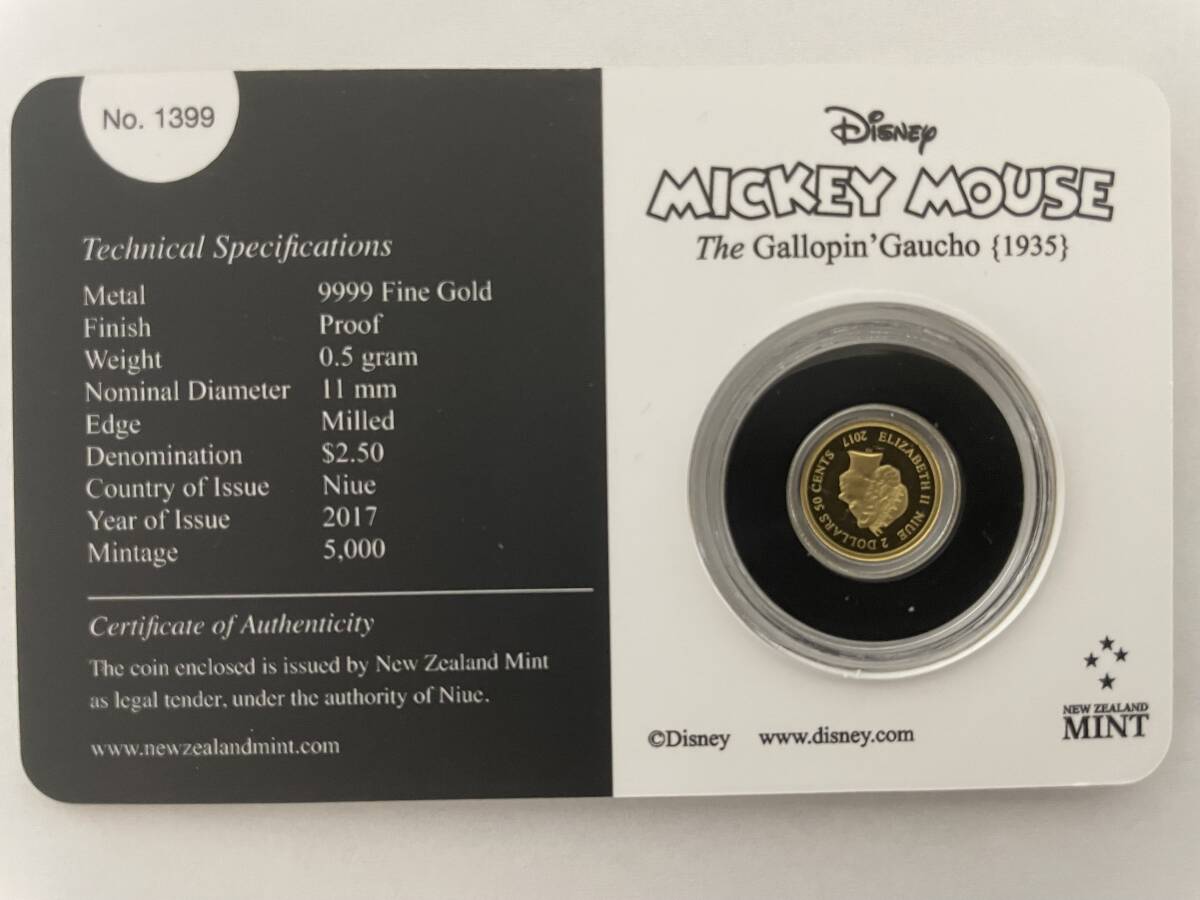 No. 1399
Technical Specifications
Metal 9999 Fine Gold
Finish Proof
Weight 0.5 gram
Nominal Diameter 11 mm
Edge Milled
Denomination $2.50
Country of Issue Niue
Year of Issue 2017
Mintage 5,000
Certificate of Authenticity
The coin enclosed is issued by New Zealand Mint
as legal tender, under the authority of Niue.
www.newzealandmint.com
Disney
MICKEY MOUSE
The Gallopin' Gaucho {1935}
ELIZABETH II NIUE 2 DOLLARS 50 CENTS 2017
©Disney www.disney.com
NEW ZEALAND
MINT